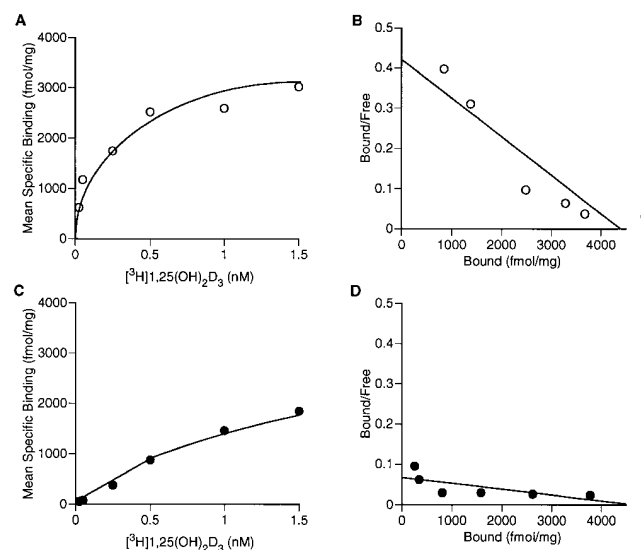 A
Mean Specific Binding (fmol/mg)
4000
3000
2000
1000
0
0 0.5 1 1.5
[³H]1,25(OH)₂D₃ (nM)
B
Bound/Free
0.5
0.4
0.3
0.2
0.1
0
0 1000 2000 3000 4000
Bound (fmol/mg)
C
Mean Specific Binding (fmol/mg)
4000
3000
2000
1000
0
0 0.5 1 1.5
[³H]1,25(OH)₂D₃ (nM)
D
Bound/Free
0.5
0.4
0.3
0.2
0.1
0
0 1000 2000 3000 4000
Bound (fmol/mg)